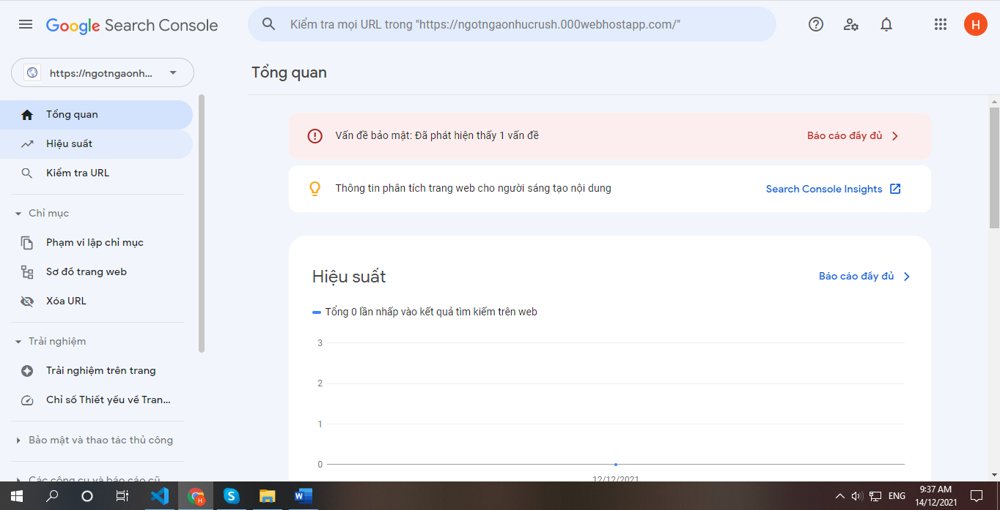 Google Search Console
Kiểm tra mọi URL trong "https://ngotngaonhucrush.000webhostapp.com/"
H
https://ngotngaonh...
Tổng quan
Tổng quan
Hiệu suất
Kiểm tra URL
Chỉ mục
Phạm vi lập chỉ mục
Sơ đồ trang web
Xóa URL
Trải nghiệm
Trải nghiệm trên trang
Chỉ số Thiết yếu về Tran...
Bảo mật và thao tác thủ công
Các công cụ và báo cáo cũ
Vấn đề bảo mật: Đã phát hiện thấy 1 vấn đề
Báo cáo đầy đủ
Thông tin phân tích trang web cho người sáng tạo nội dung
Search Console Insights
Hiệu suất
Báo cáo đầy đủ
Tổng 0 lần nhấp vào kết quả tìm kiếm trên web
3
2
1
0
12/12/2021
H
S
W
ENG
9:37 AM
14/12/2021